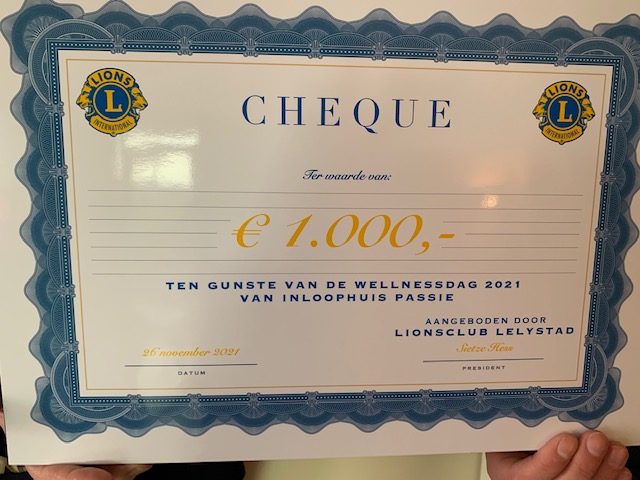 LIONS
L
INTERNATIONAL
LIONS
L
INTERNATIONAL
CHEQUE
Ter waarde van:
€ 1.000,-
TEN GUNSTE VAN DE WELLNESSDAG 2021
VAN INLOOPHUIS PASSIE
AANGEBODEN DOOR
LIONSCLUB LELYSTAD
26 november 2021
Sietze Hess
DATUM
PRESIDENT